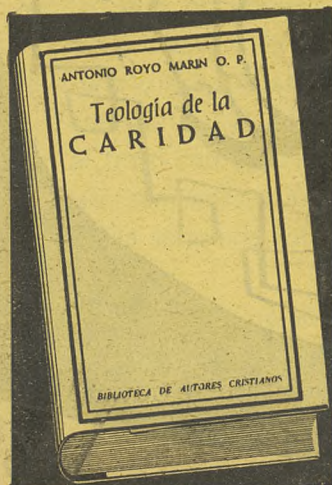 ANTONIO ROYO MARIN O. P.
Teología de la
CARIDAD
BIBLIOTECA DE AUTORES CRISTIANOS